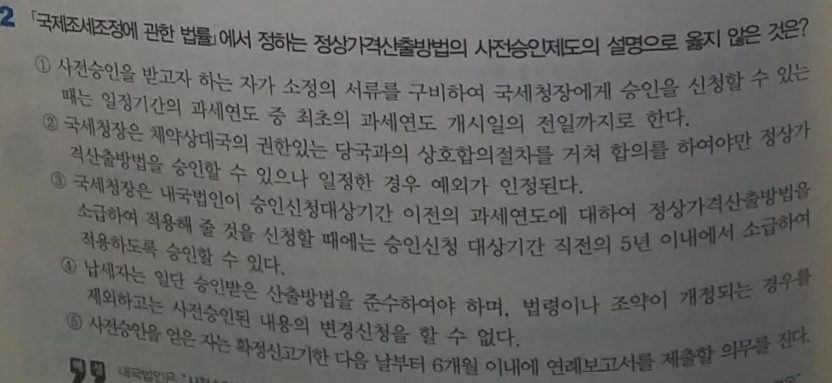 2 「국제조세조정에 관한 법률」에서 정하는 정상가격산출방법의 사전승인제도의 설명으로 옳지 않은 것은?
① 사전승인을 받고자 하는 자가 소정의 서류를 구비하여 국세청장에게 승인을 신청할 수 있는
때는 일정기간의 과세연도 중 최초의 과세연도 개시일의 전일까지로 한다.
② 국세청장은 체약상대국의 권한있는 당국과의 상호합의절차를 거쳐 합의를 하여야만 정상가
격산출방법을 승인할 수 있으나 일정한 경우 예외가 인정된다.
③ 국세청장은 내국법인이 승인신청대상기간 이전의 과세연도에 대하여 정상가격산출방법을
소급하여 적용해 줄 것을 신청할 때에는 승인신청 대상기간 직전의 5년 이내에서 소급하여
적용하도록 승인할 수 있다.
④ 납세자는 일단 승인받은 산출방법을 준수하여야 하며, 법령이나 조약이 개정되는 경우를
제외하고는 사전승인된 내용의 변경신청을 할 수 없다.
⑤ 사전승인을 얻은 자는 확정신고기한 다음 날부터 6개월 이내에 연례보고서를 제출할 의무를 진다.
내국법인은